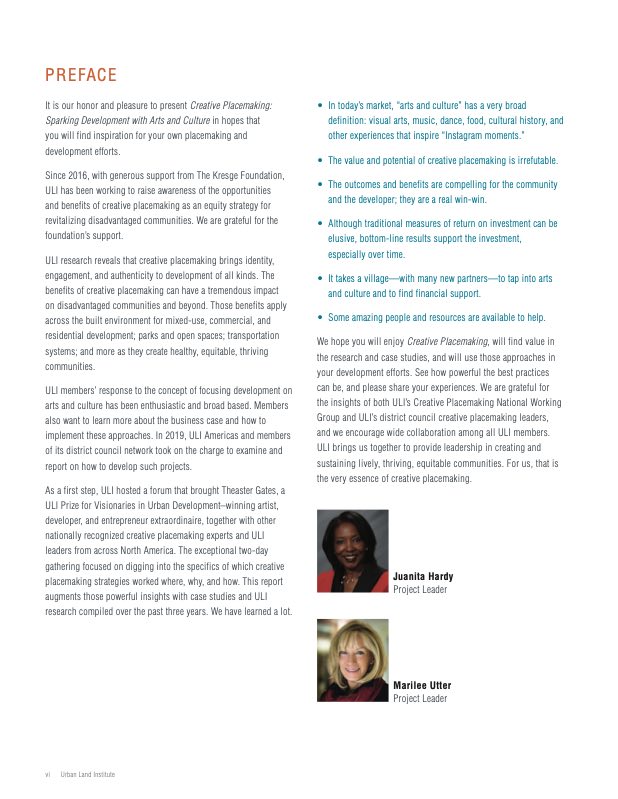 PREFACE
It is our honor and pleasure to present Creative Placemaking:
Sparking Development with Arts and Culture in hopes that
you will find inspiration for your own placemaking and
development efforts.
Since 2016, with generous support from The Kresge Foundation,
ULI has been working to raise awareness of the opportunities
and benefits of creative placemaking as an equity strategy for
revitalizing disadvantaged communities. We are grateful for the
foundation's support.
ULI research reveals that creative placemaking brings identity,
engagement, and authenticity to development of all kinds. The
benefits of creative placemaking can have a tremendous impact
on disadvantaged communities and beyond. Those benefits apply
across the built environment for mixed-use, commercial, and
residential development; parks and open spaces; transportation
systems; and more as they create healthy, equitable, thriving
communities.
ULI members' response to the concept of focusing development on
arts and culture has been enthusiastic and broad based. Members
also want to learn more about the business case and how to
implement these approaches. In 2019, ULI Americas and members
of its district council network took on the charge to examine and
report on how to develop such projects.
As a first step, ULI hosted a forum that brought Theaster Gates, a
ULI Prize for Visionaries in Urban Development–winning artist,
developer, and entrepreneur extraordinaire, together with other
nationally recognized creative placemaking experts and ULI
leaders from across North America. The exceptional two-day
gathering focused on digging into the specifics of which creative
placemaking strategies worked where, why, and how. This report
augments those powerful insights with case studies and ULI
research compiled over the past three years. We have learned a lot.
• In today's market, "arts and culture" has a very broad
definition: visual arts, music, dance, food, cultural history, and
other experiences that inspire "Instagram moments."
• The value and potential of creative placemaking is irrefutable.
• The outcomes and benefits are compelling for the community
and the developer; they are a real win-win.
• Although traditional measures of return on investment can be
elusive, bottom-line results support the investment,
especially over time.
• It takes a village—with many new partners—to tap into arts
and culture and to find financial support.
• Some amazing people and resources are available to help.
We hope you will enjoy Creative Placemaking, will find value in
the research and case studies, and will use those approaches in
your development efforts. See how powerful the best practices
can be, and please share your experiences. We are grateful for
the insights of both ULI's Creative Placemaking National Working
Group and ULI's district council creative placemaking leaders,
and we encourage wide collaboration among all ULI members.
ULI brings us together to provide leadership in creating and
sustaining lively, thriving, equitable communities. For us, that is
the very essence of creative placemaking.
Juanita Hardy
Project Leader
Marilee Utter
Project Leader
vi Urban Land Institute